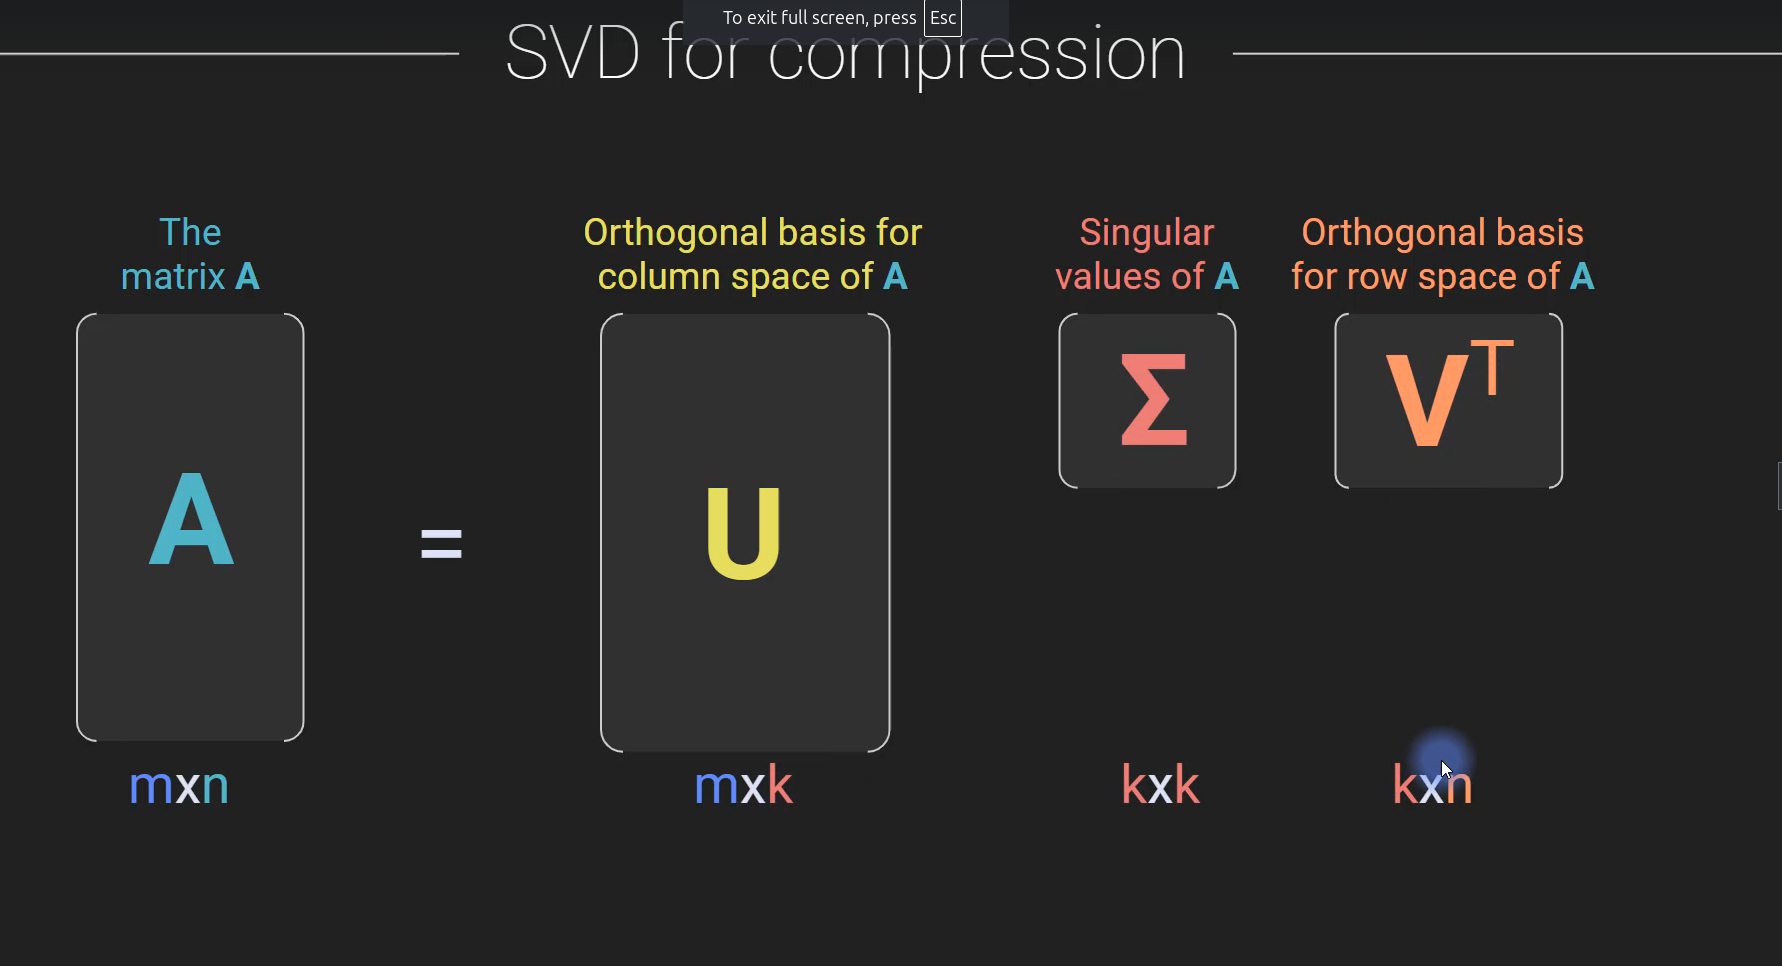 To exit full screen, press Esc
SVD for compression
The
matrix A
Orthogonal basis for
column space of A
Singular
values of A
Orthogonal basis
for row space of A
A
=
U
Σ
Vᵀ
mxn
mxk
kxk
kxn